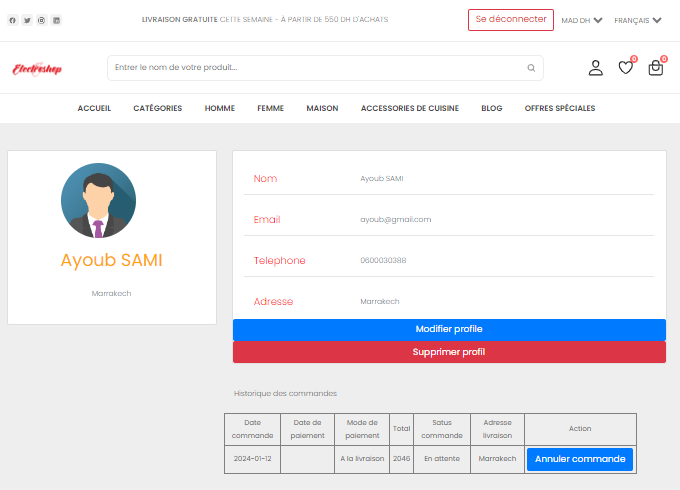 LIVRAISON GRATUITE CETTE SEMAINE - À PARTIR DE 550 DH D'ACHATS
Se déconnecter
MAD DH
FRANÇAIS
Electroshop
Entrer le nom de votre produit...
0
0
ACCUEIL CATÉGORIES HOMME FEMME MAISON ACCESSOIRES DE CUISINE BLOG OFFRES SPÉCIALES
Ayoub SAMI
Marrakech
Nom Ayoub SAMI
Email ayoub@gmail.com
Telephone 0600030388
Adresse Marrakech
Modifier profile
Supprimer profil
Historique des commandes
Date commande Date de paiement Mode de paiement Total Satus commande Adresse livraison Action
2024-01-12 A la livraison 2046 En attente Marrakech Annuler commande